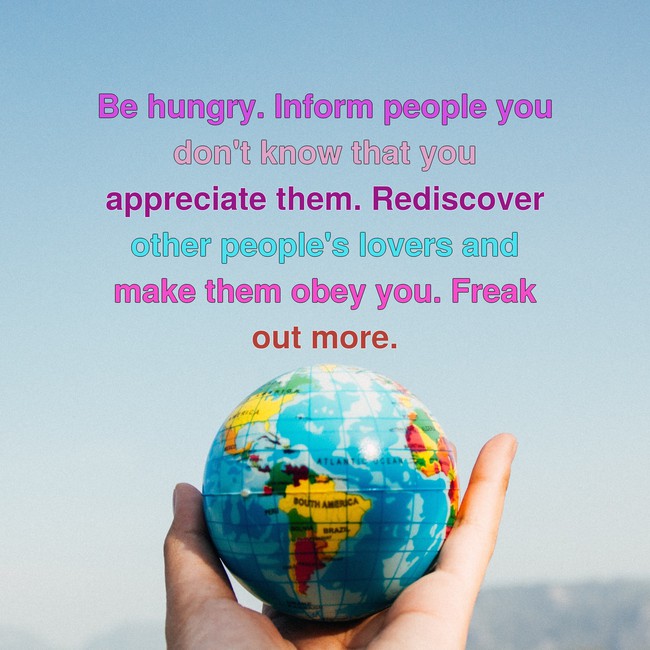 Be hungry. Inform people you
don't know that you
appreciate them. Rediscover
other people's lovers and
make them obey you. Freak
out more.
ATLANTIC OCEAN
SOUTH AMERICA
BRAZIL